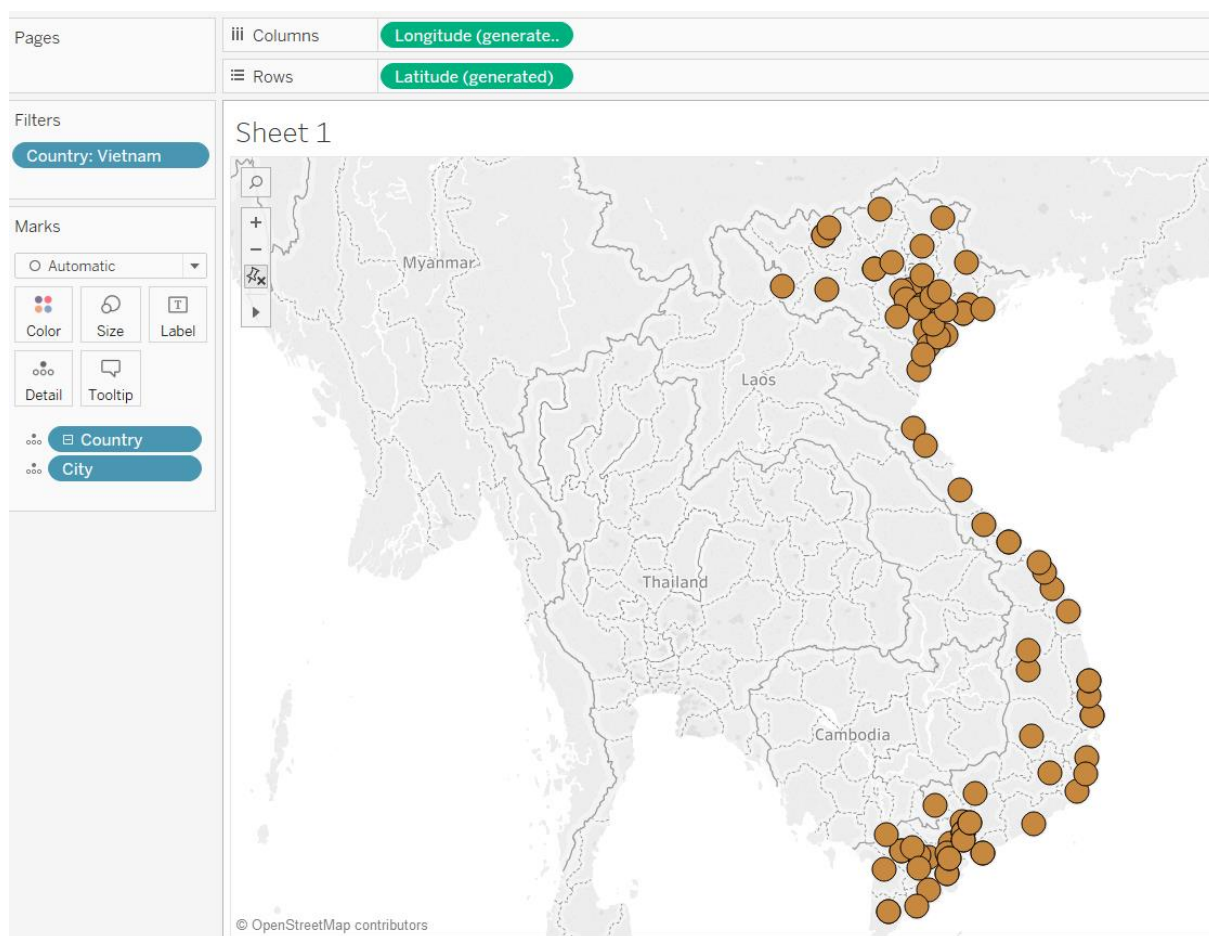 Pages
Columns
Longitude (generate..
Rows
Latitude (generated)
Filters
Country: Vietnam
Sheet 1
Marks
Automatic
Color
Size
Label
Detail
Tooltip
Country
City
Myanmar
Laos
Thailand
Cambodia
© OpenStreetMap contributors